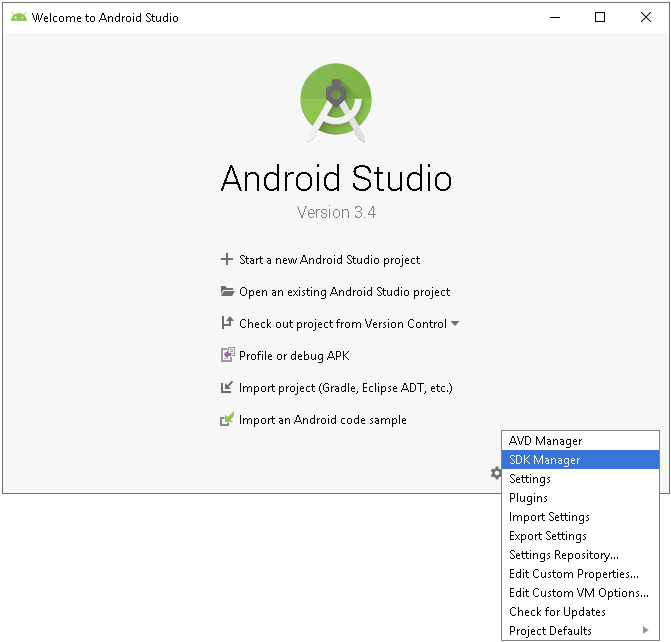 Welcome to Android Studio
Android Studio
Version 3.4
Start a new Android Studio project
Open an existing Android Studio project
Check out project from Version Control
Profile or debug APK
Import project (Gradle, Eclipse ADT, etc.)
Import an Android code sample
AVD Manager
SDK Manager
Settings
Plugins
Import Settings
Export Settings
Settings Repository...
Edit Custom Properties...
Edit Custom VM Options...
Check for Updates
Project Defaults